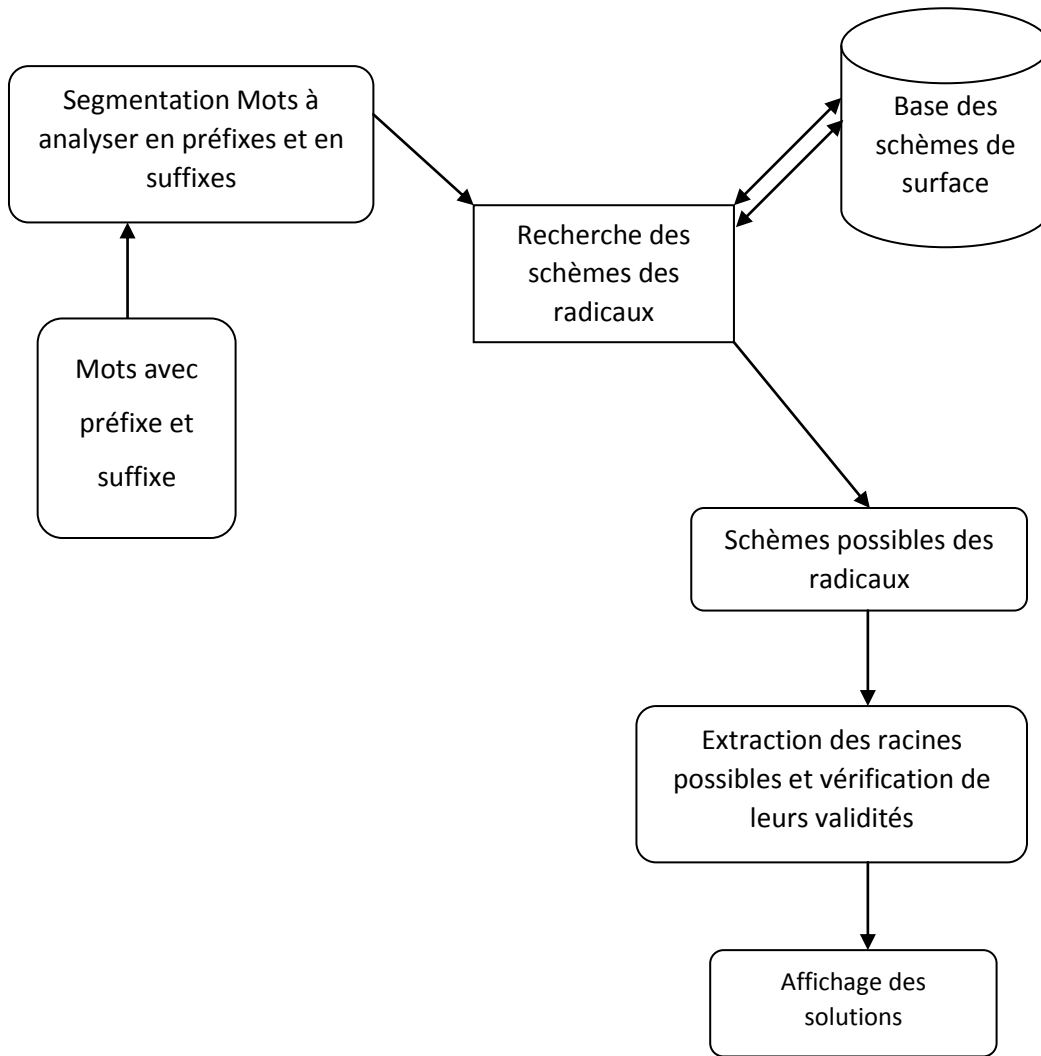 Segmentation Mots à
analyser en préfixes et en
suffixes
Base des
schèmes de
surface
Recherche des
schèmes des
radicaux
Mots avec
préfixe et
suffixe
Schèmes possibles des
radicaux
Extraction des racines
possibles et vérification de
leurs validités
Affichage des
solutions